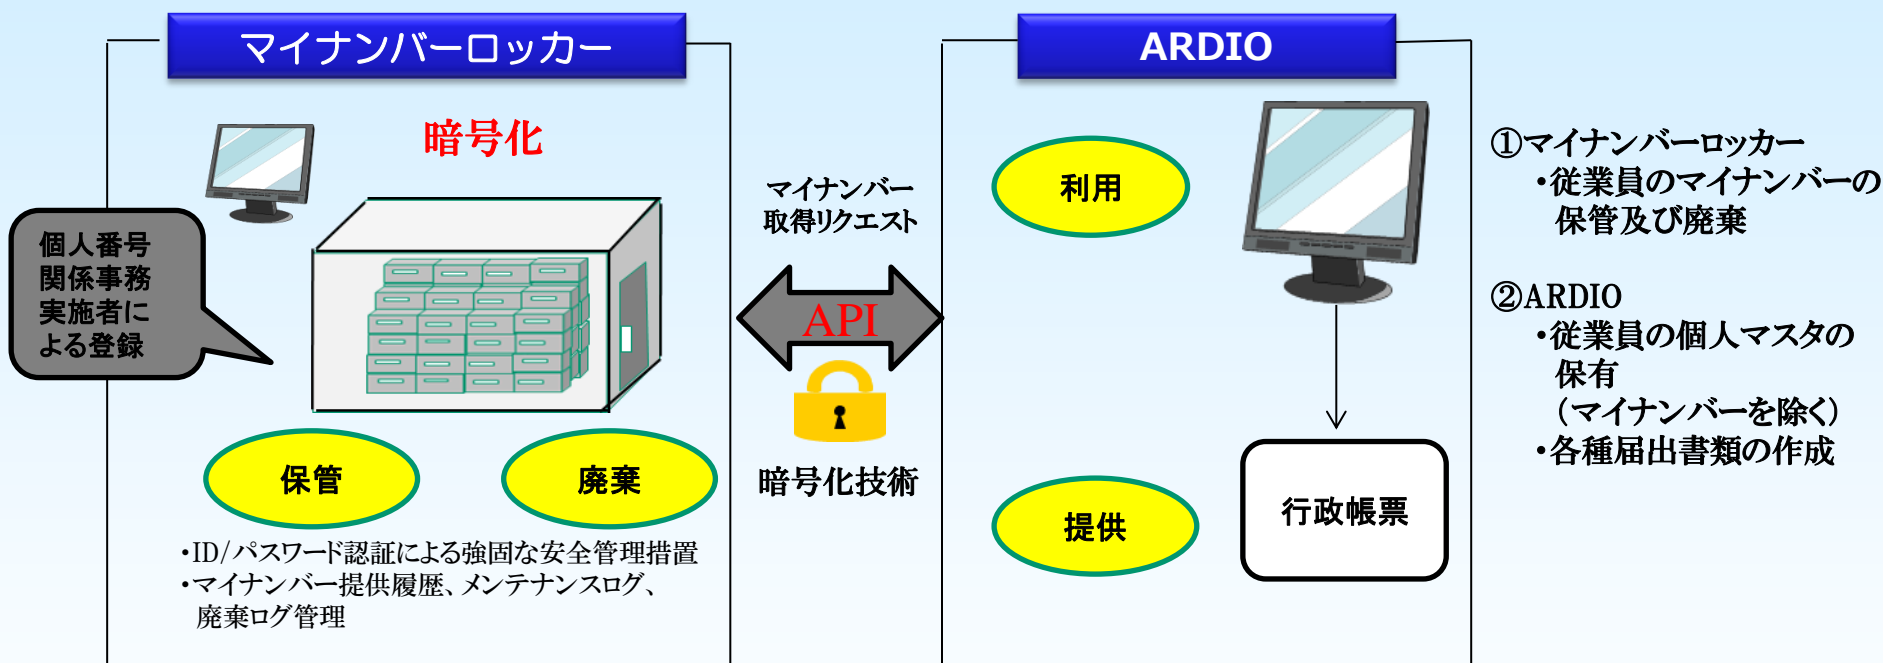 マイナンバーロッカー
暗号化
個人番号
関係事務
実施者に
よる登録
保管
廃棄
・ID/パスワード認証による強固な安全管理措置
・マイナンバー提供履歴、メンテナンスログ、
廃棄ログ管理
マイナンバー
取得リクエスト
API
暗号化技術
ARDIO
利用
提供
行政帳票
①マイナンバーロッカー
・従業員のマイナンバーの
保管及び廃棄
②ARDIO
・従業員の個人マスタの
保有
（マイナンバーを除く）
・各種届出書類の作成